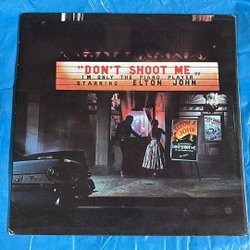 "DON'T SHOOT ME"
I'M ONLY THE PIANO PLAYER
STARRING ELTON JOHN